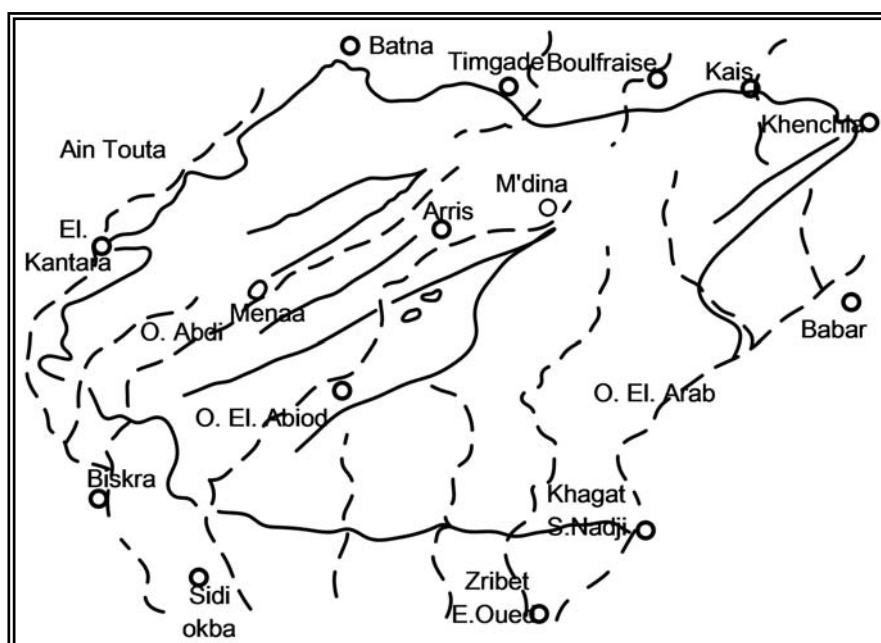 Batna
Timgade Boulfraise
Kais
Khenchla
Ain Touta
M'dina
Arris
El.
Kantara
Menaa
O. Abdi
Babar
O. El. Abiod
O. El. Arab
Biskra
Khagat
S.Nadji
Sidi
okba
Zribet
E.Oued